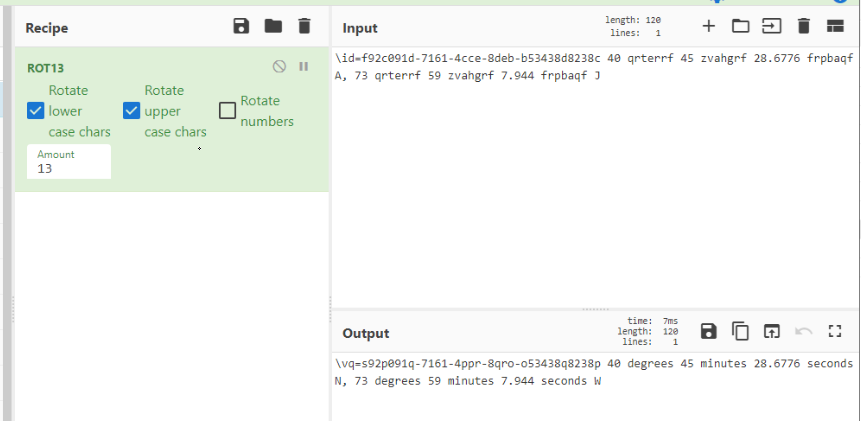 Recipe
ROT13
Rotate lower case chars
Rotate upper case chars
Rotate numbers
Amount
13
Input
length: 120
lines: 1
\id=f92c091d-7161-4cce-8deb-b53438d8238c 40 qrterrf 45 zvahgrf 28.6776 frpbaqf
A, 73 qrterrf 59 zvahgrf 7.944 frpbaqf J
Output
time: 7ms
length: 120
lines: 1
\vq=s92p091q-7161-4ppr-8qro-o53438q8238p 40 degrees 45 minutes 28.6776 seconds
N, 73 degrees 59 minutes 7.944 seconds W